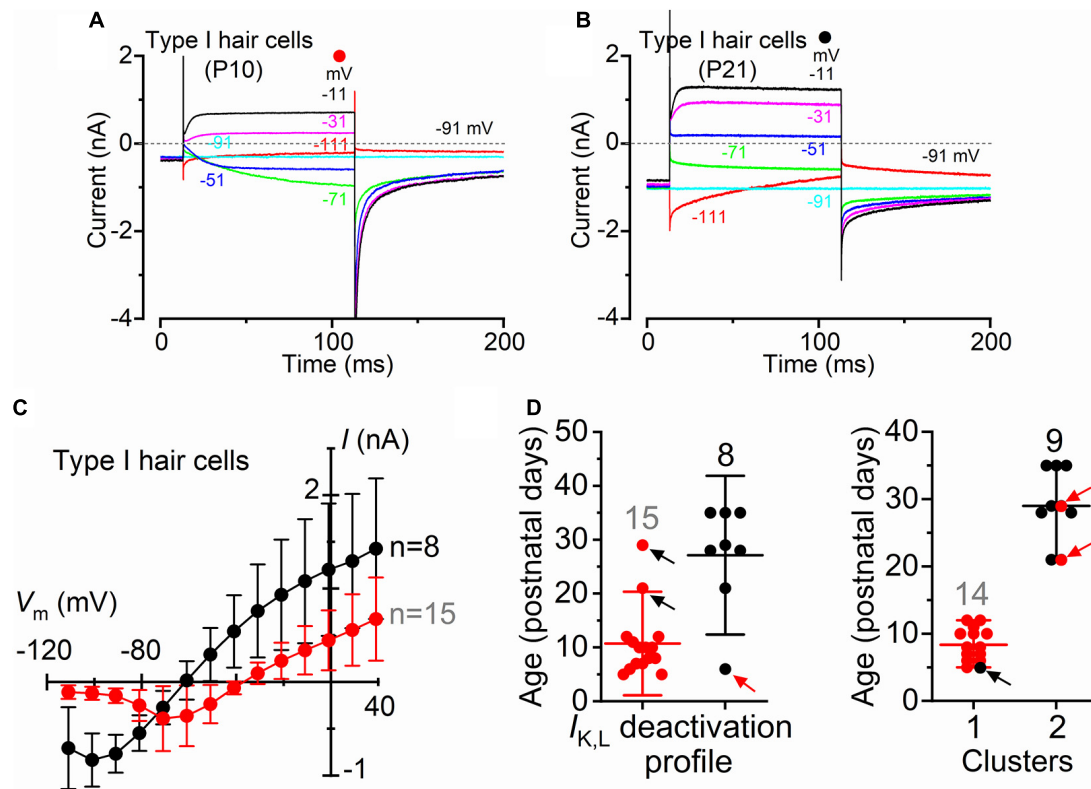 A
Type I hair cells
(P10)
mV
-11
-31
-91
-111
-51
-71
-91 mV
Current (nA)
2
0
-2
-4
0
100
200
Time (ms)
B
Type I hair cells
(P21)
mV
-11
-31
-51
-71
-91 mV
-91
-111
Current (nA)
2
0
-2
-4
0
100
200
Time (ms)
C
Type I hair cells
I (nA)
2
n=8
n=15
Vm (mV)
-120
-80
40
-1
D
Age (postnatal days)
50
40
30
20
10
0
15
8
IK,L deactivation
profile
Age (postnatal days)
40
30
20
10
0
14
9
1
2
Clusters